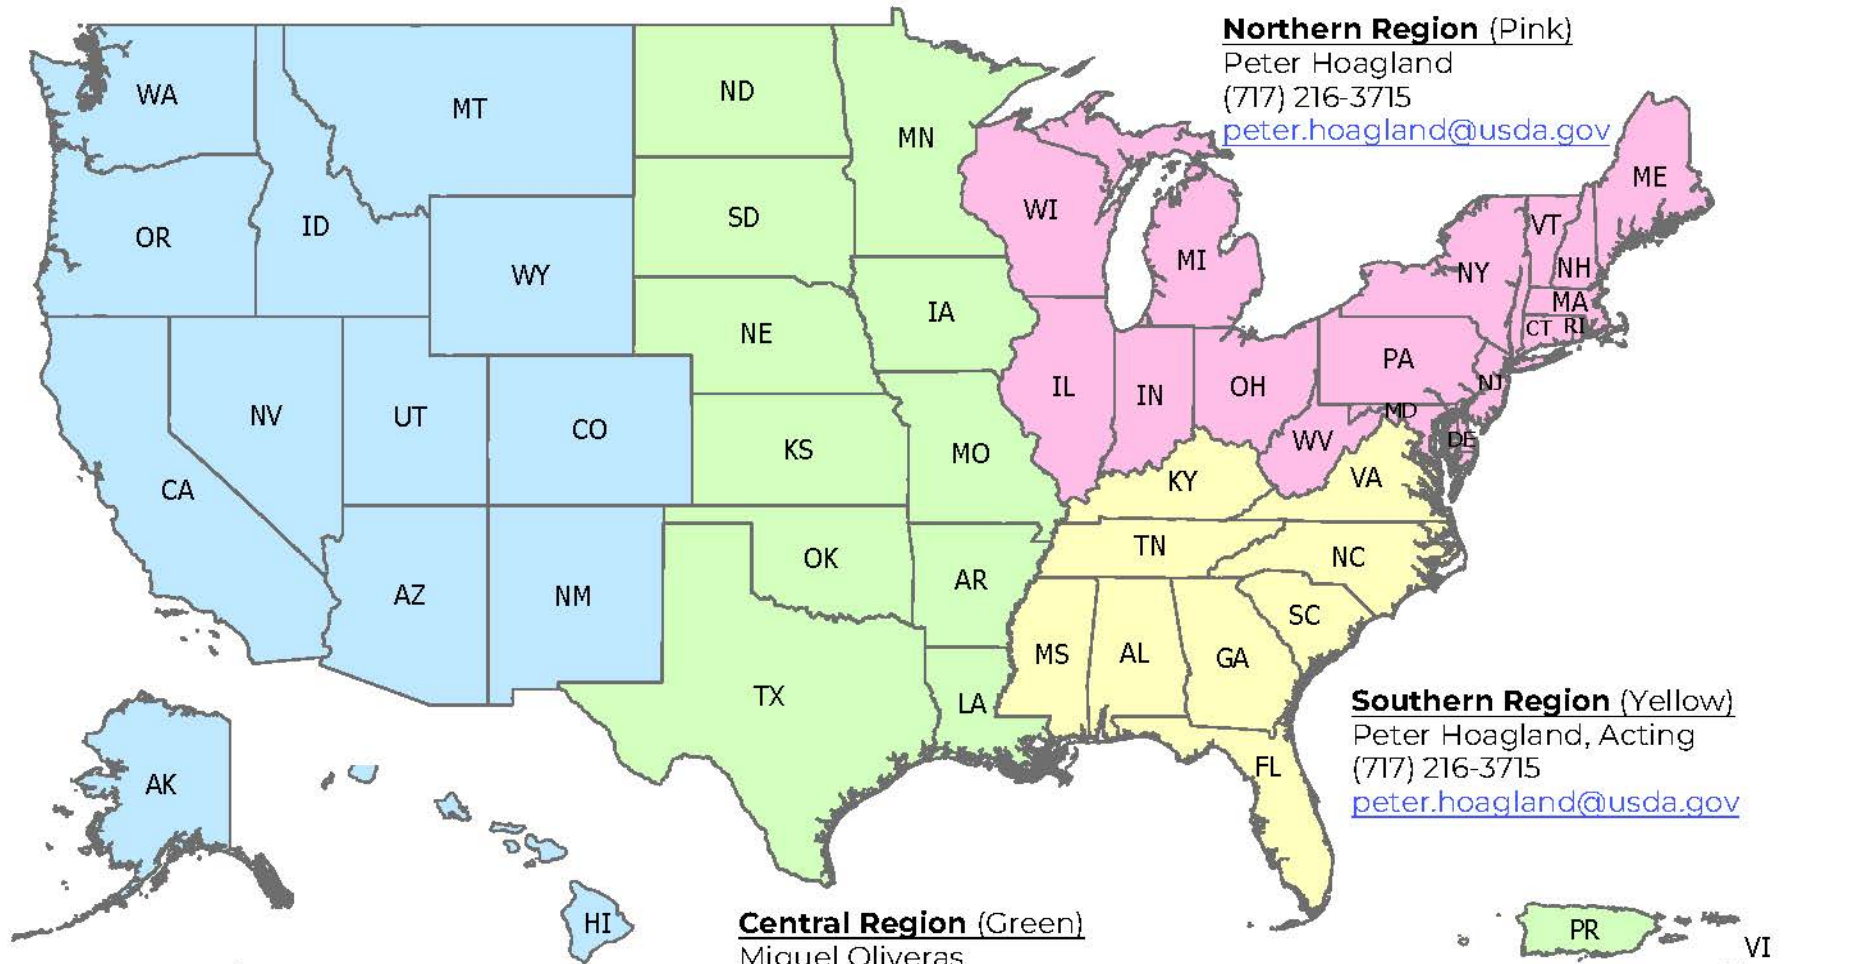 Northern Region (Pink)
Peter Hoagland
(717) 216-3715
peter.hoagland@usda.gov
WA
MT
ND
MN
OR
ID
SD
WI
MI
ME
VT
NH
NY
MA
CT RI
WY
NE
IA
PA
NJ
NV
UT
CO
KS
MO
IL
IN
OH
MD
DE
WV
VA
KY
CA
AZ
NM
OK
AR
TN
NC
SC
MS
AL
GA
TX
LA
FL
Southern Region (Yellow)
Peter Hoagland, Acting
(717) 216-3715
peter.hoagland@usda.gov
AK
HI
Central Region (Green)
Miguel Oliveras
PR
VI